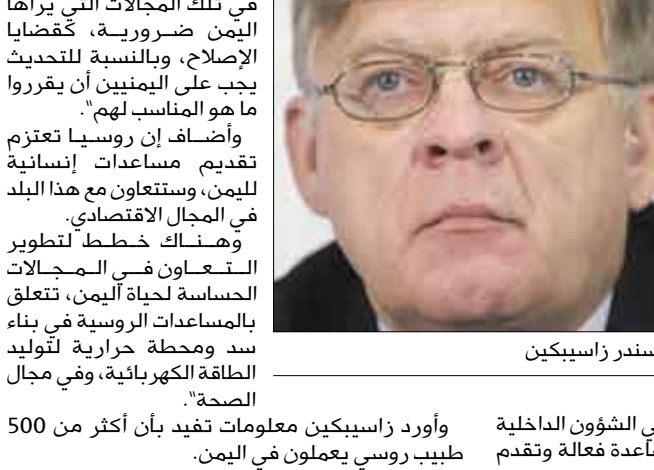 في تلك المجالات التي يراها
اليمن ضرورية، كقضايا
الإصلاح، وبالنسبة للتحديث
يجب على اليمنيين أن يقرروا
ما هو المناسب لهم".
وأضاف إن روسيا تعتزم
تقديم مساعدات إنسانية
لليمن، وستتعاون مع هذا البلد
في المجال الاقتصادي.
وهناك خطط لتطوير
التعاون في المجالات
الحساسة لحياة اليمن، تتعلق
بالمساعدات الروسية في بناء
سد ومحطة حرارية لتوليد
الطاقة الكهربائية، وفي مجال
الصحة".
وأورد زاسيبكين معلومات تفيد بأن أكثر من 500
طبيب روسي يعملون في اليمن.
سندر زاسيبكين
ي الشؤون الداخلية
اعدة فعالة وتقدم